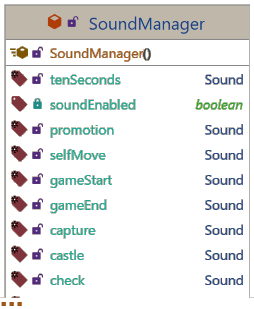 SoundManager
SoundManager()
tenSeconds Sound
soundEnabled boolean
promotion Sound
selfMove Sound
gameStart Sound
gameEnd Sound
capture Sound
castle Sound
check Sound